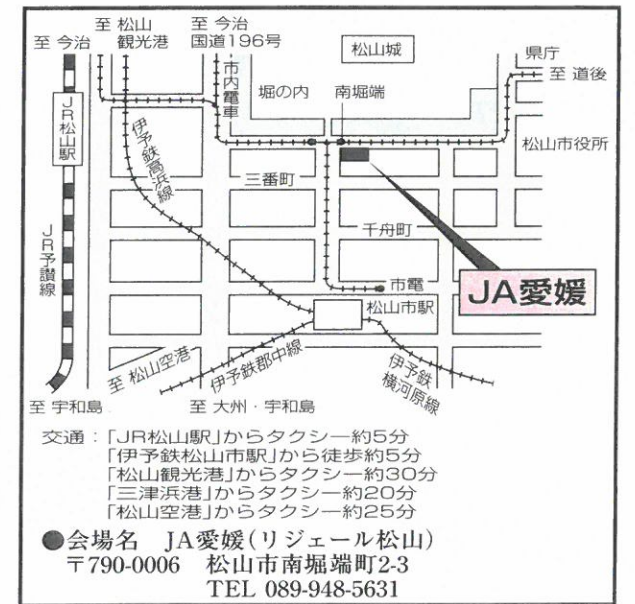 至 松山
観光港
至 今治
国道196号
至 今治
松山城
県庁
至 道後
市内電車
堀の内
南堀端
JR松山駅
伊予鉄高浜線
松山市役所
三番町
千舟町
JR予讃線
市電
JA愛媛
松山市駅
至 松山空港
伊予鉄郡中線
伊予鉄
横河原線
至 宇和島
至 大州・宇和島
交通：「JR松山駅」からタクシー約5分
「伊予鉄松山市駅」から徒歩約5分
「松山観光港」からタクシー約30分
「三津浜港」からタクシー約20分
「松山空港」からタクシー約25分
●会場名　JA愛媛(リジェール松山)
〒790-0006　松山市南堀端町2-3
TEL 089-948-5631